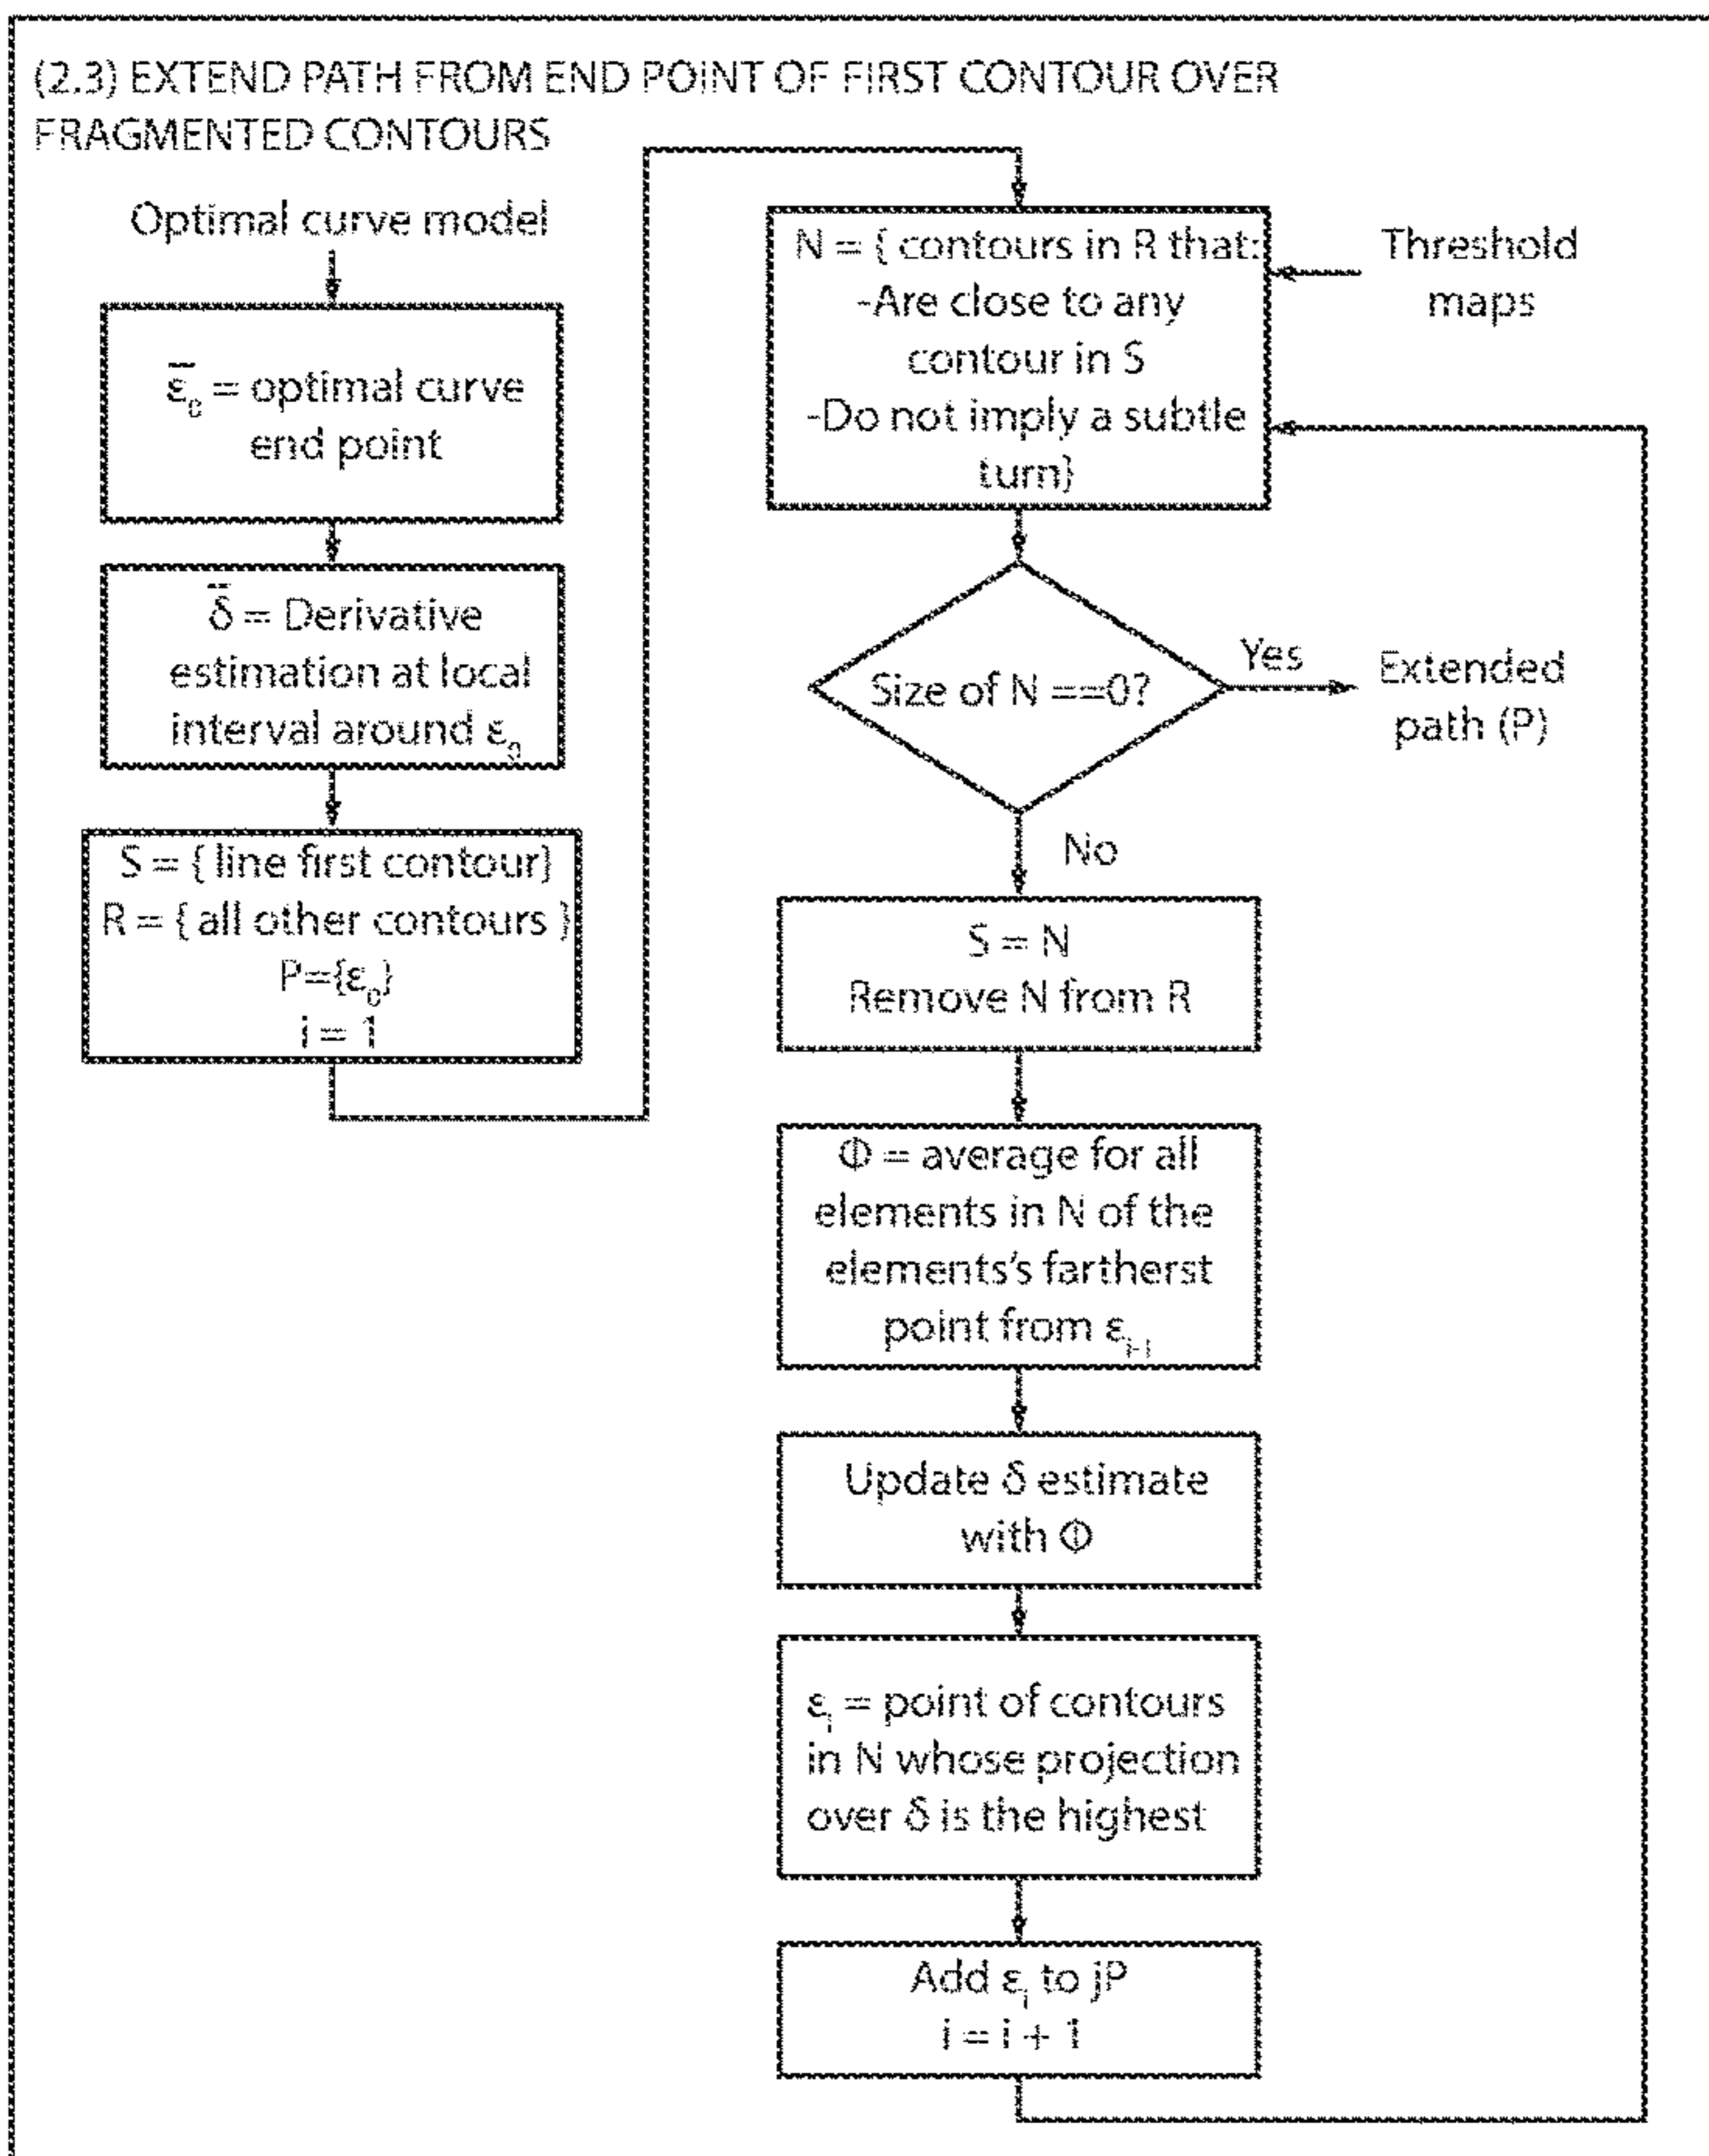 (2.3) EXTEND PATH FROM END POINT OF FIRST CONTOUR OVER
FRAGMENTED CONTOURS
Optimal curve model
ε̄₀ = optimal curve
end point
δ̄ = Derivative
estimation at local
interval around ε₀
S = { line first contour}
R = { all other contours }
P={ε₀}
i = 1
N = { contours in R that:
-Are close to any
contour in S
-Do not imply a subtle
turn}
Threshold
maps
Size of N ==0?
Yes
Extended
path (P)
No
S = N
Remove N from R
Φ = average for all
elements in N of the
elements's fartherst
point from εᵢ₋₁
Update δ estimate
with Φ
εᵢ = point of contours
in N whose projection
over δ is the highest
Add εᵢ to jP
i = i + 1